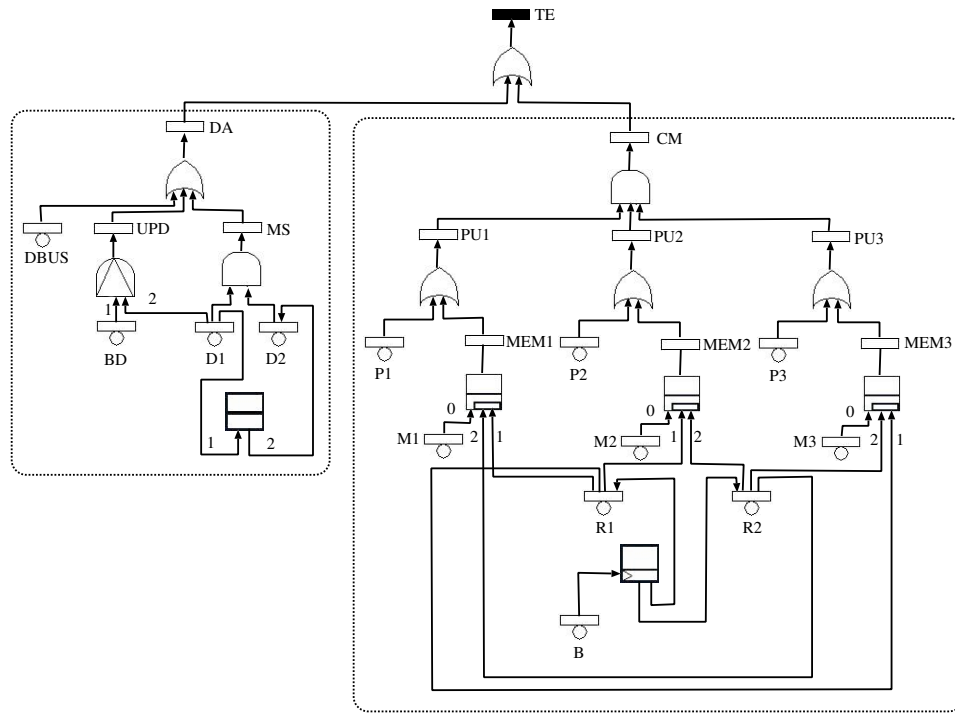 TE
DA
CM
DBUS
UPD
MS
PU1
PU2
PU3
1
2
BD
D1
D2
P1
MEM1
P2
MEM2
P3
MEM3
1
2
0
2
1
M1
0
1
2
M2
0
2
1
M3
R1
R2
B